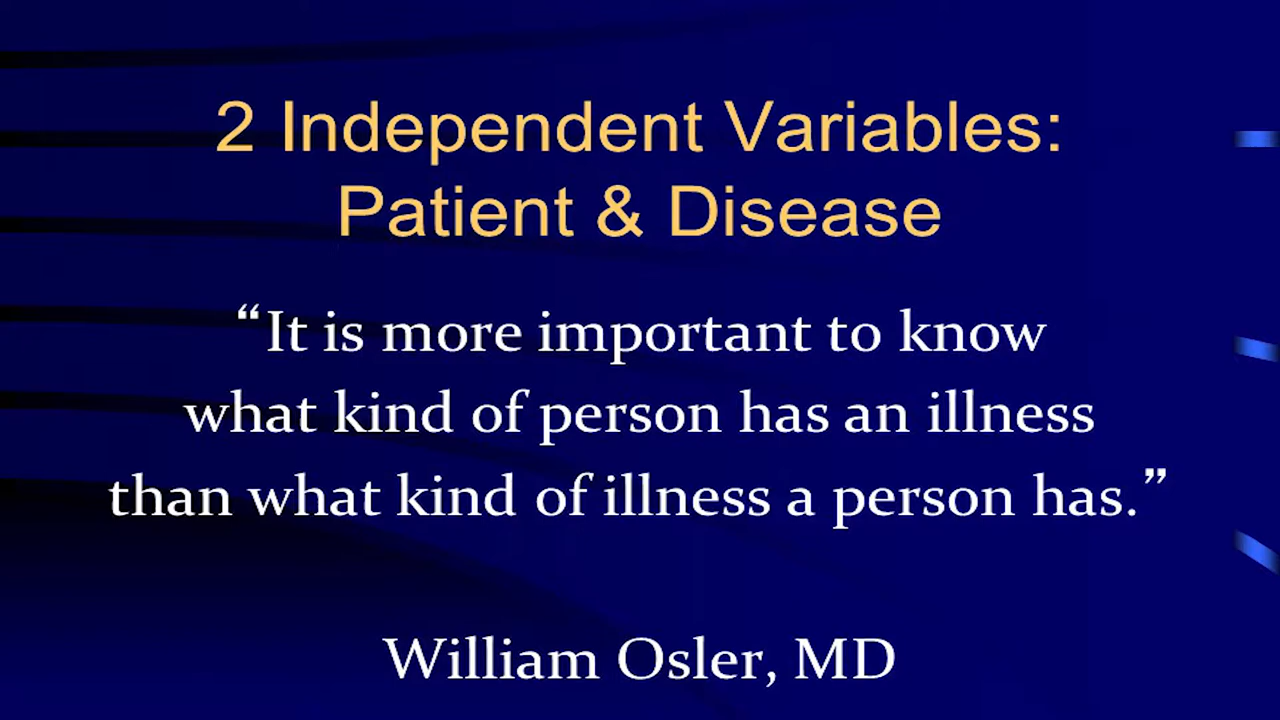 2 Independent Variables:
Patient & Disease
“It is more important to know
what kind of person has an illness
than what kind of illness a person has.”
William Osler, MD